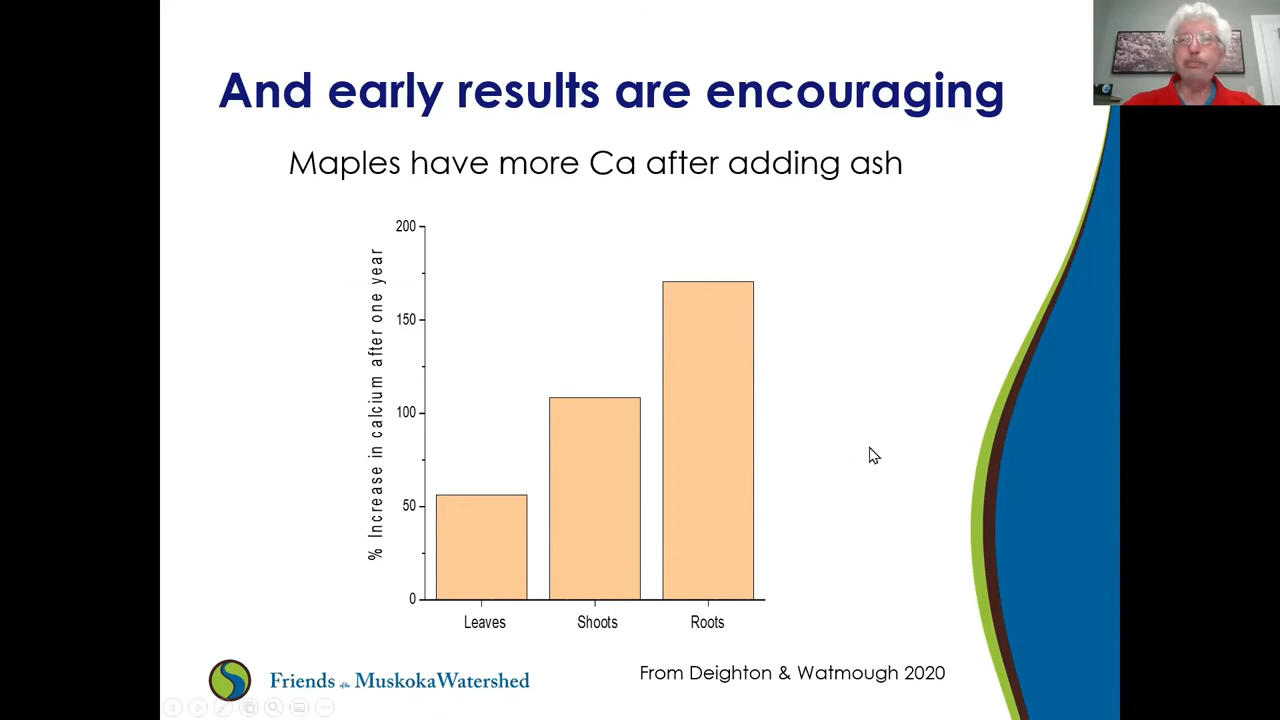 And early results are encouraging
Maples have more Ca after adding ash
% Increase in calcium after one year
200
150
100
50
0
Leaves Shoots Roots
Friends of the Muskoka Watershed
From Deighton & Watmough 2020